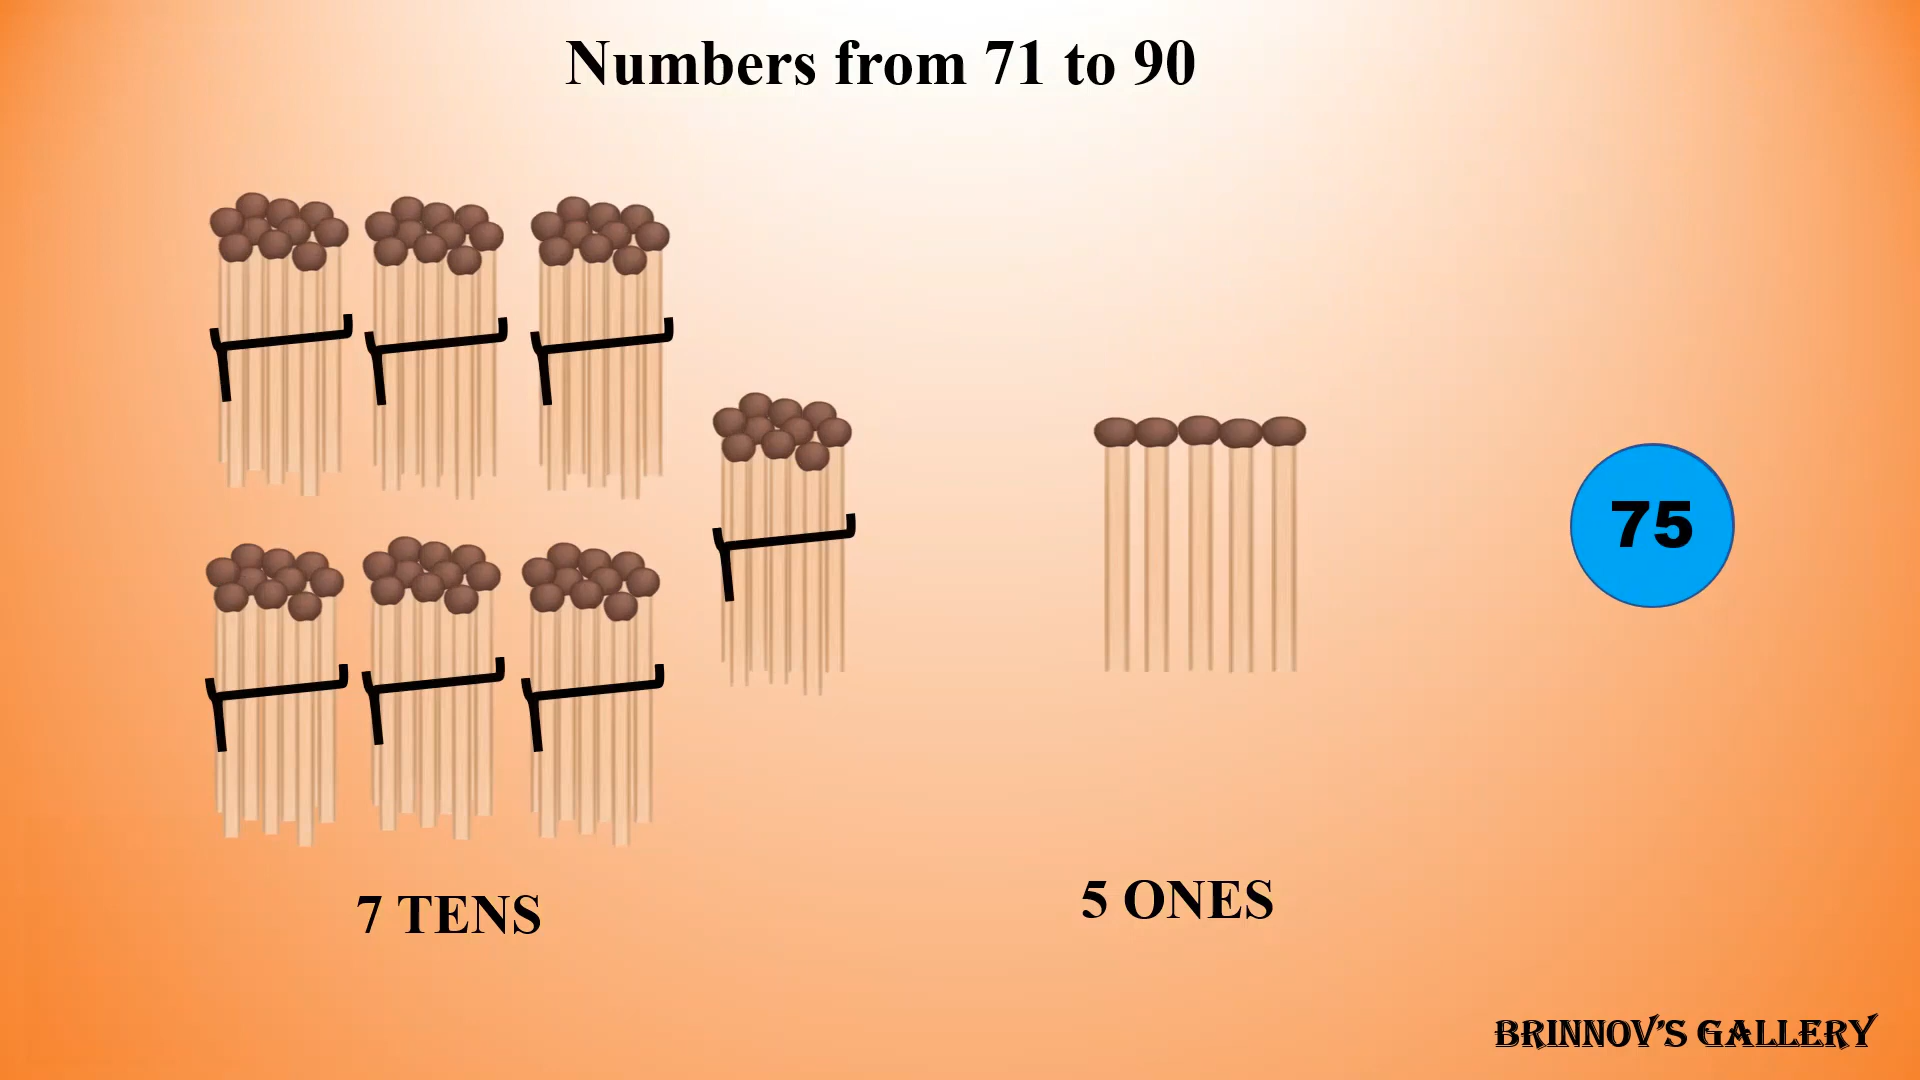 Numbers from 71 to 90
75
7 TENS
5 ONES
BRINNOV'S GALLERY